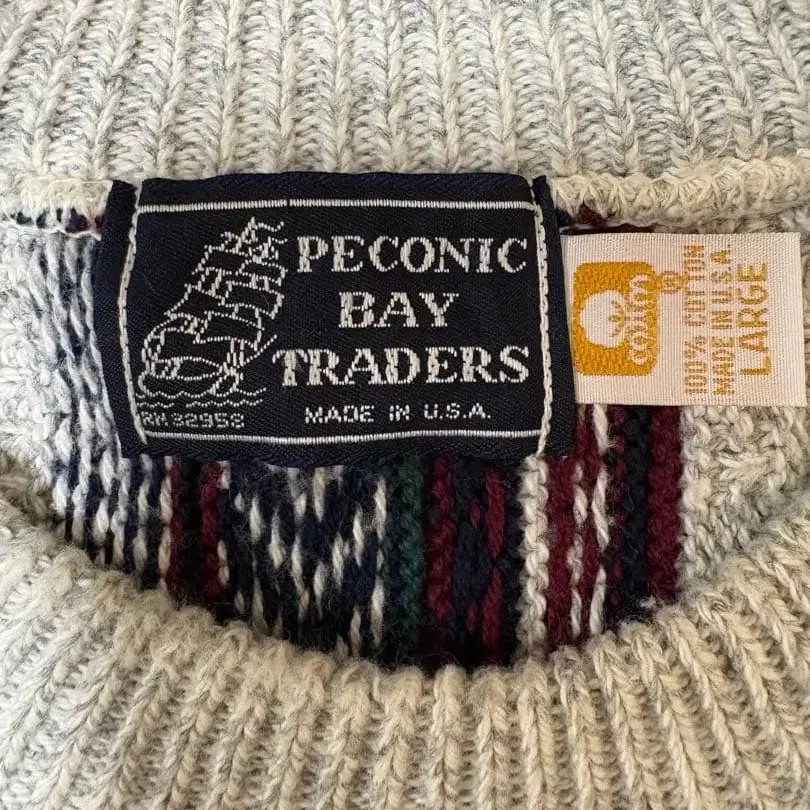 PECONIC
BAY
TRADERS
RN 32958
MADE IN U.S.A.
cotton
®
100% COTTON
MADE IN U.S.A.
LARGE